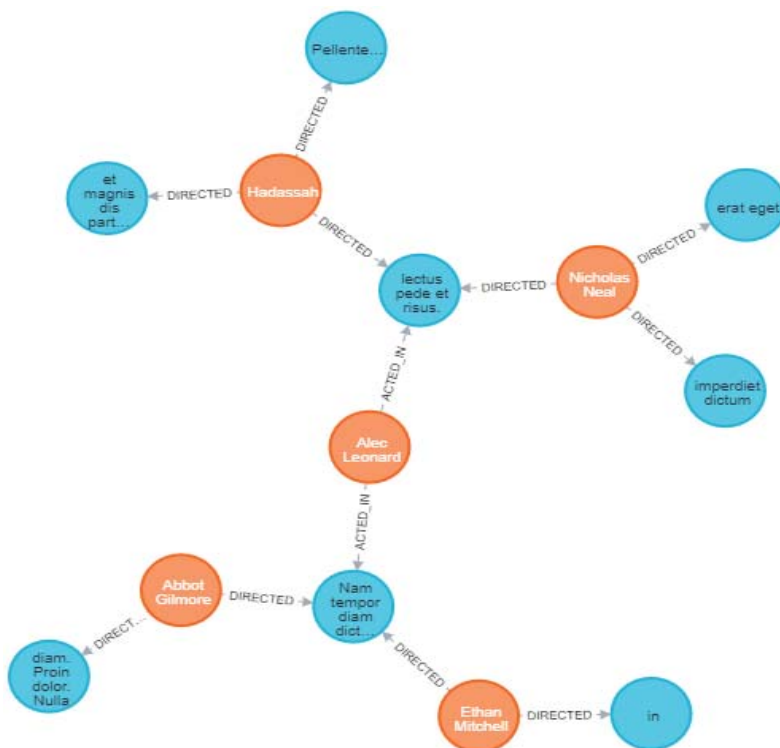 Pellente...
DIRECTED
et
magnis
dis
part...
DIRECTED
Hadassah
DIRECTED
erat eget
DIRECTED
lectus
pede et
risus.
DIRECTED
Nicholas
Neal
DIRECTED
imperdiet
dictum
ACTED_IN
Alec
Leonard
ACTED_IN
Abbot
Gilmore
DIRECTED
Nam
tempor
diam
dict...
DIRECT...
diam.
Proin
dolor.
Nulla
DIRECTED
Ethan
Mitchell
DIRECTED
in